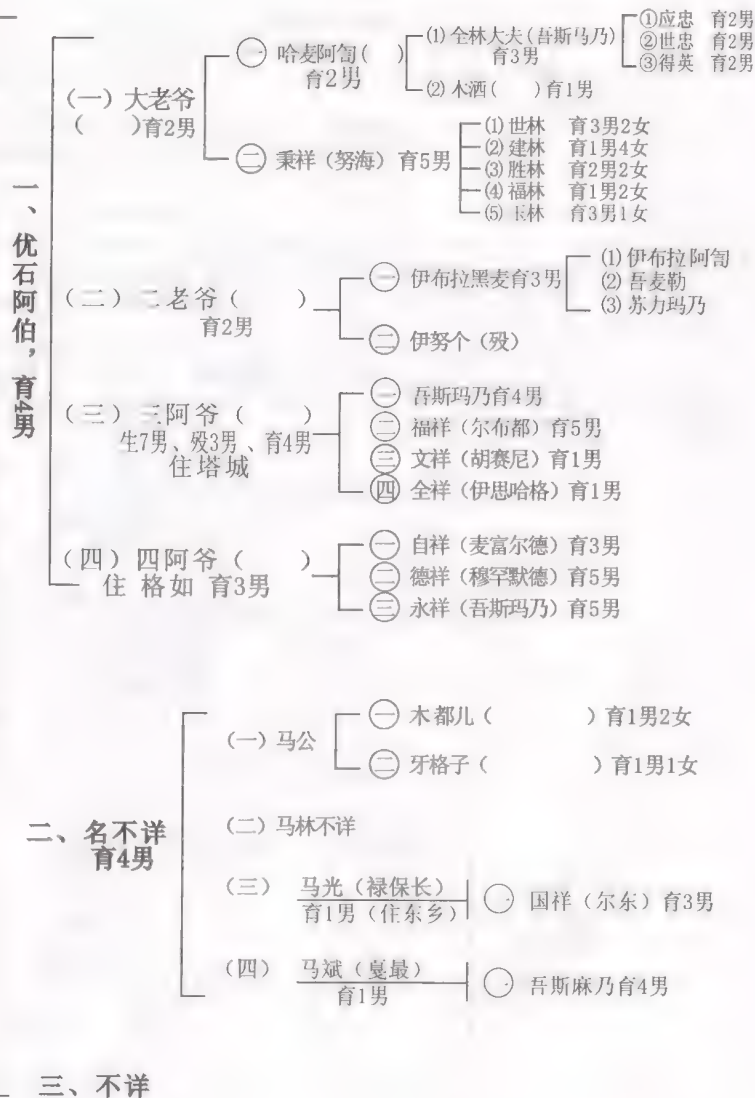 一、优石阿伯，育4男
（一）大老爷
（　）育2男
㊀ 哈麦阿訇（　）
育2男
⑴ 全林大夫（吾斯马乃）
育3男
①应忠　育2男
②世忠　育2男
③得英　育2男
⑵ 木洒（　）育1男
㊁ 秉祥（努海）育5男
⑴ 世林　育3男2女
⑵ 建林　育1男4女
⑶ 胜林　育2男2女
⑷ 福林　育1男2女
⑸ 玉林　育3男1女
（二）二老爷（　）
育2男
㊀ 伊布拉黑麦育3男
⑴ 伊布拉阿訇
⑵ 吾麦勒
⑶ 苏力玛乃
㊁ 伊努个（殁）
（三）三阿爷（　）
生7男、殁3男、育4男
住塔城
㊀ 吾斯玛乃育4男
㊁ 福祥（尔布都）育5男
㊂ 文祥（胡赛尼）育1男
㊃ 全祥（伊思哈格）育1男
（四）四阿爷（　）
住 格如 育3男
㊀ 自祥（麦富尔德）育3男
㊁ 德祥（穆罕默德）育5男
㊂ 永祥（吾斯玛乃）育5男
二、名不详
育4男
（一）马公
㊀ 木都儿（　）育1男2女
㊁ 牙格子（　）育1男1女
（二）马林不详
（三）马光（禄保长）
育1男（住东乡）
国祥（尔东）育3男
（四）马斌（戛最）
育1男
吾斯麻乃育4男
三、不详